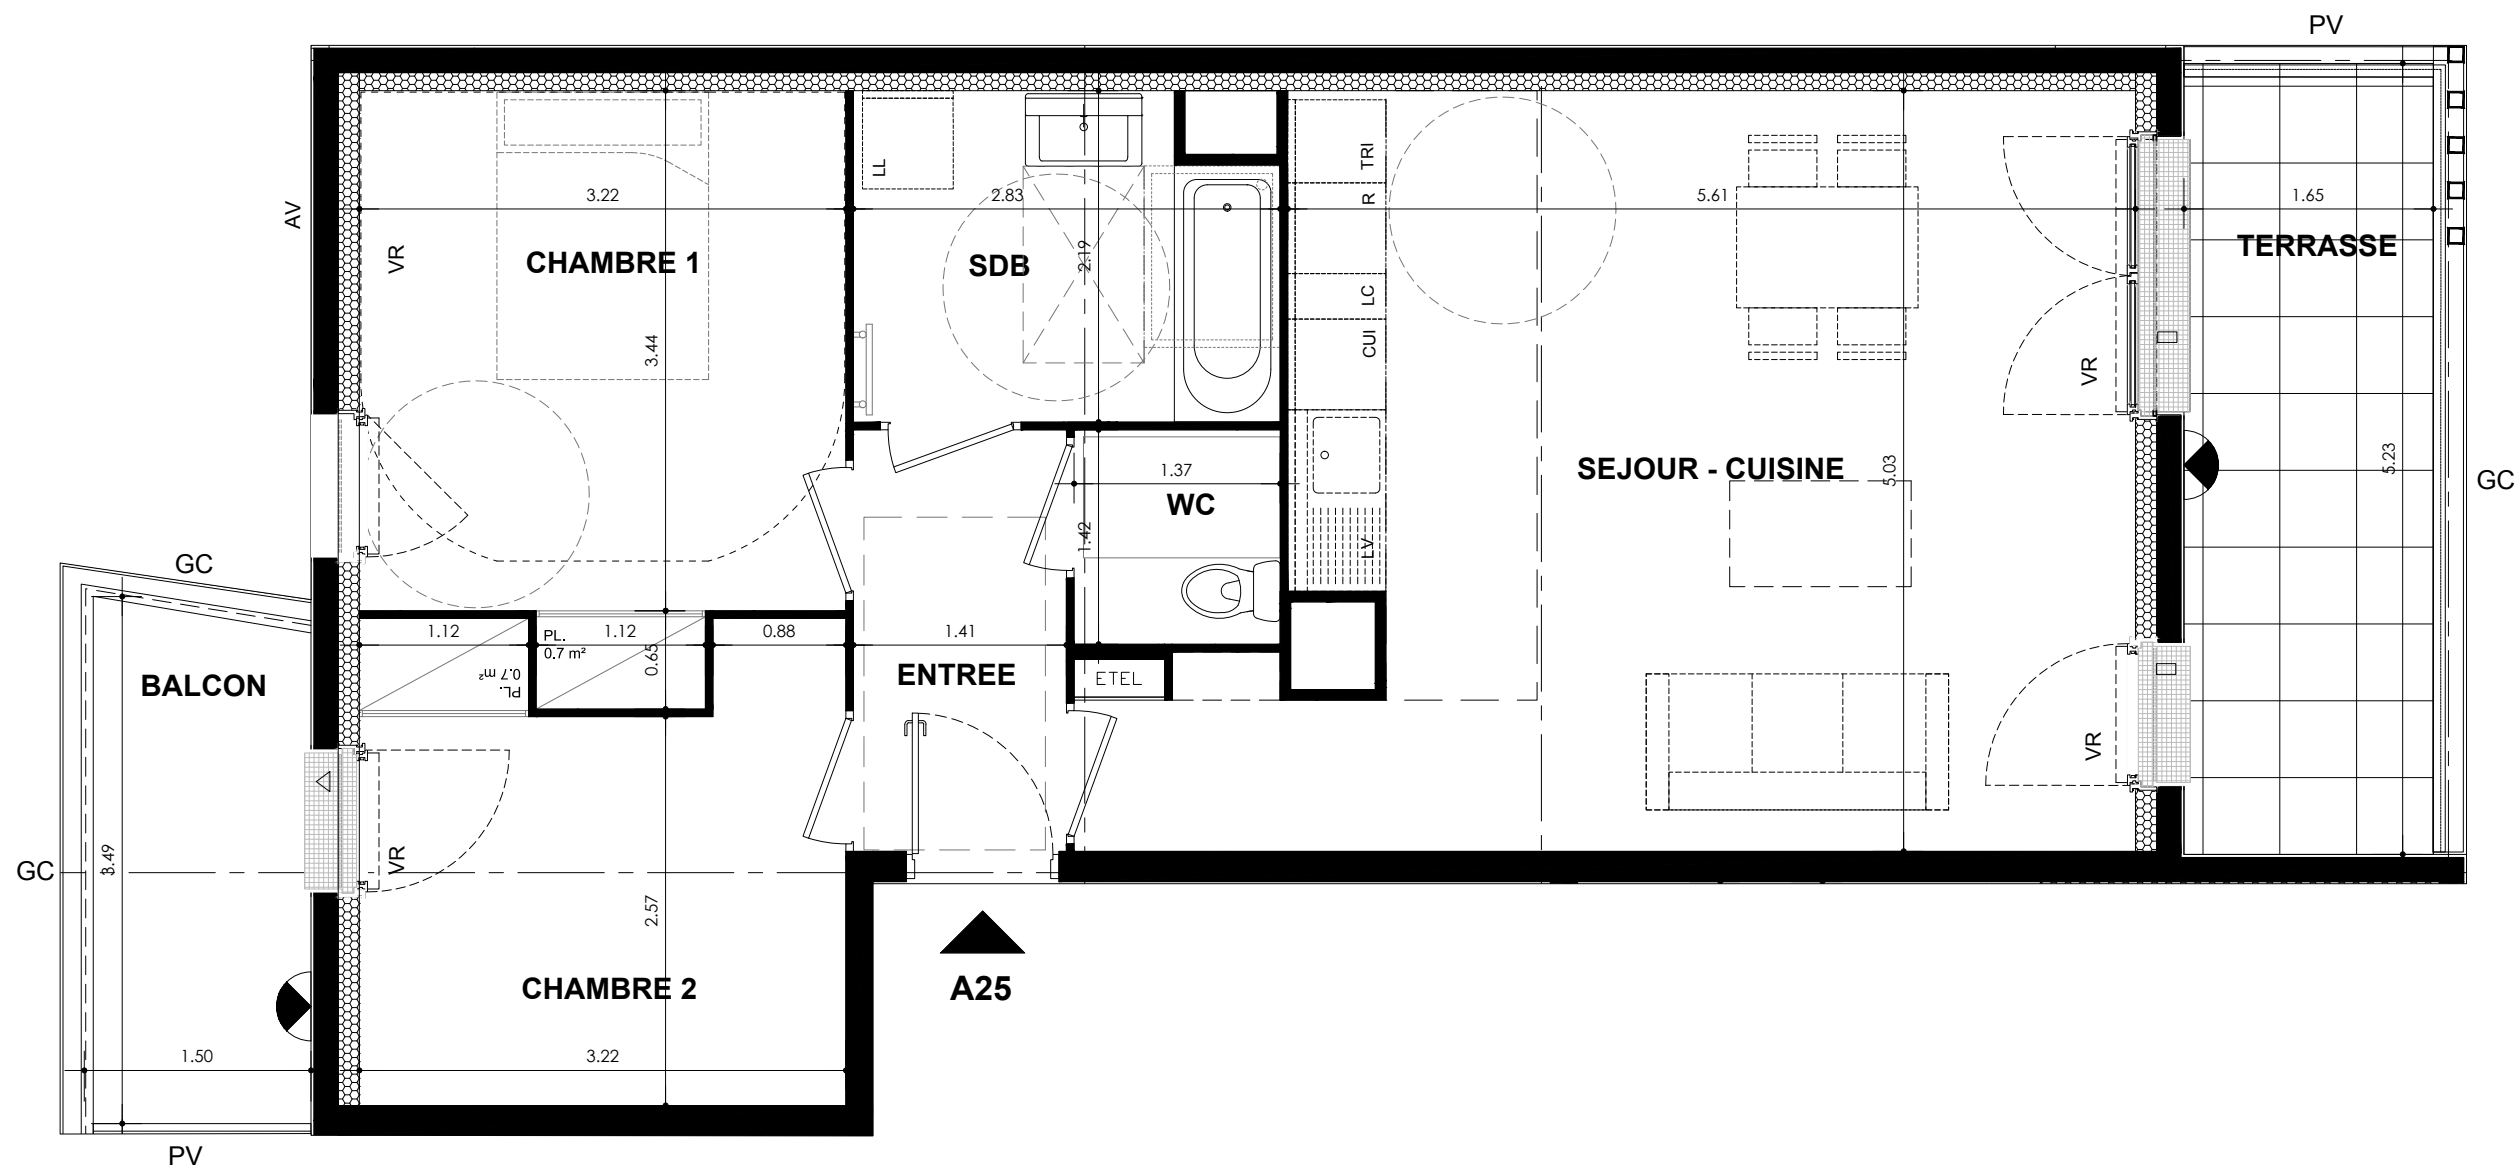 PV
TRI
LL
3.22
2.83
R
5.61
1.65
AV
VR
CHAMBRE 1
SDB
2.19
TERRASSE
LC
CUI
3.44
VR
5.23
1.37
SEJOUR - CUISINE
5.03
GC
WC
1.42
LV
GC
1.12
PL.
0.7 m²
1.12
0.65
0.88
1.41
PL.
0.7 m²
BALCON
ENTREE
ETEL
VR
3.49
GC
VR
2.57
CHAMBRE 2
A25
1.50
3.22
PV